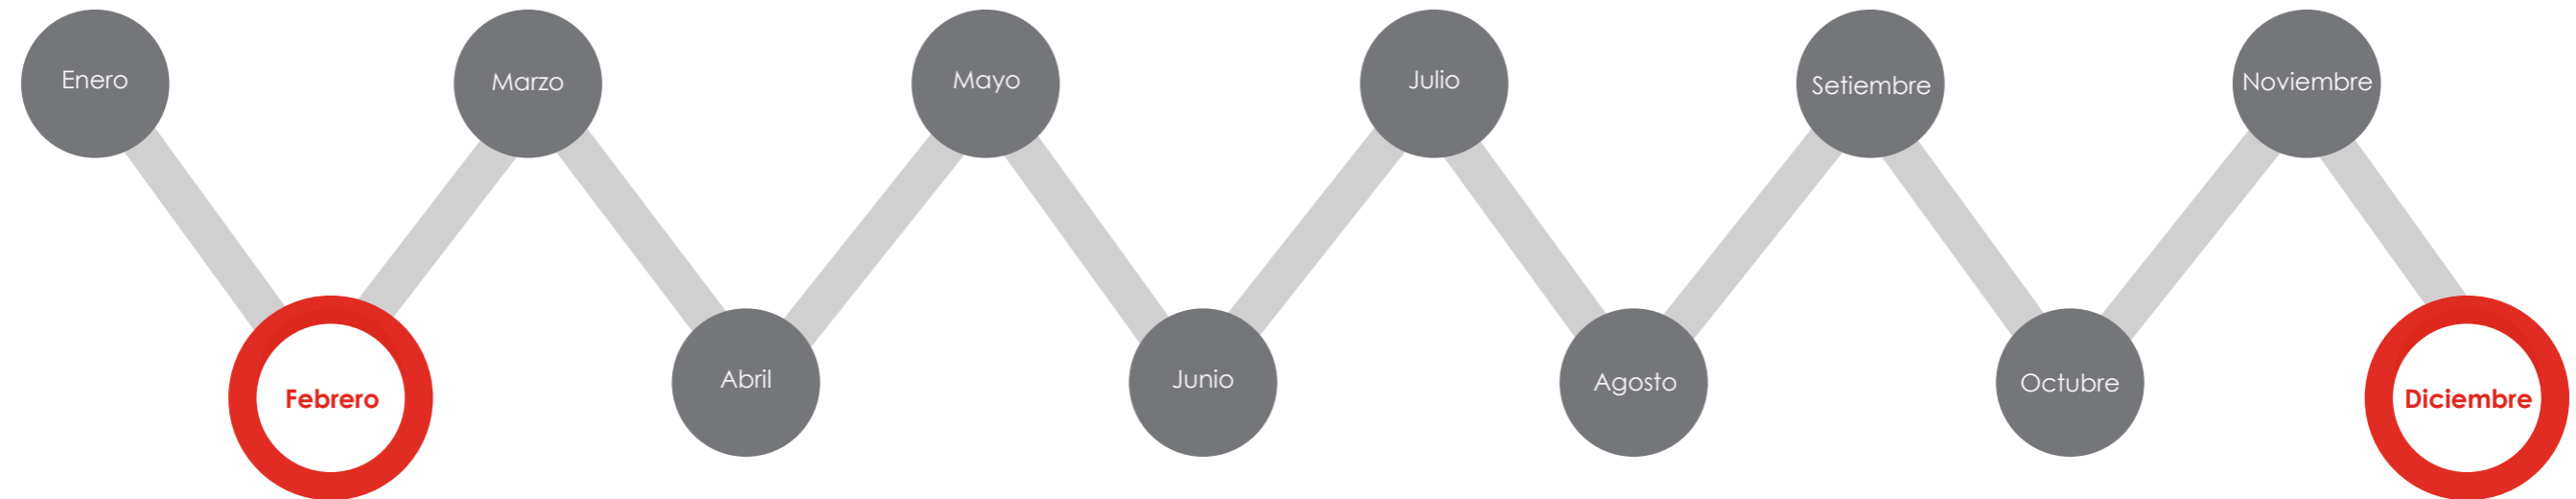 Enero
Febrero
Marzo
Abril
Mayo
Junio
Julio
Agosto
Setiembre
Octubre
Noviembre
Diciembre